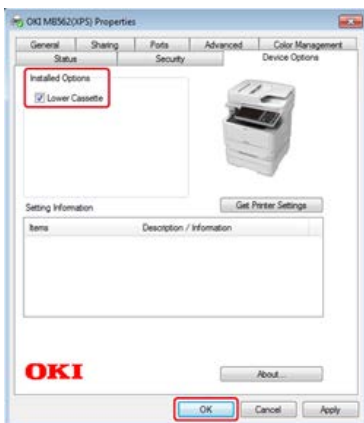 OKI MB562(XPS) Properties
General Sharing Ports Advanced Color Management
Status Security Device Options
Installed Options
Lower Cassette
Get Printer Settings
Setting Information
Items Description / Information
OKI
About...
OK Cancel Apply